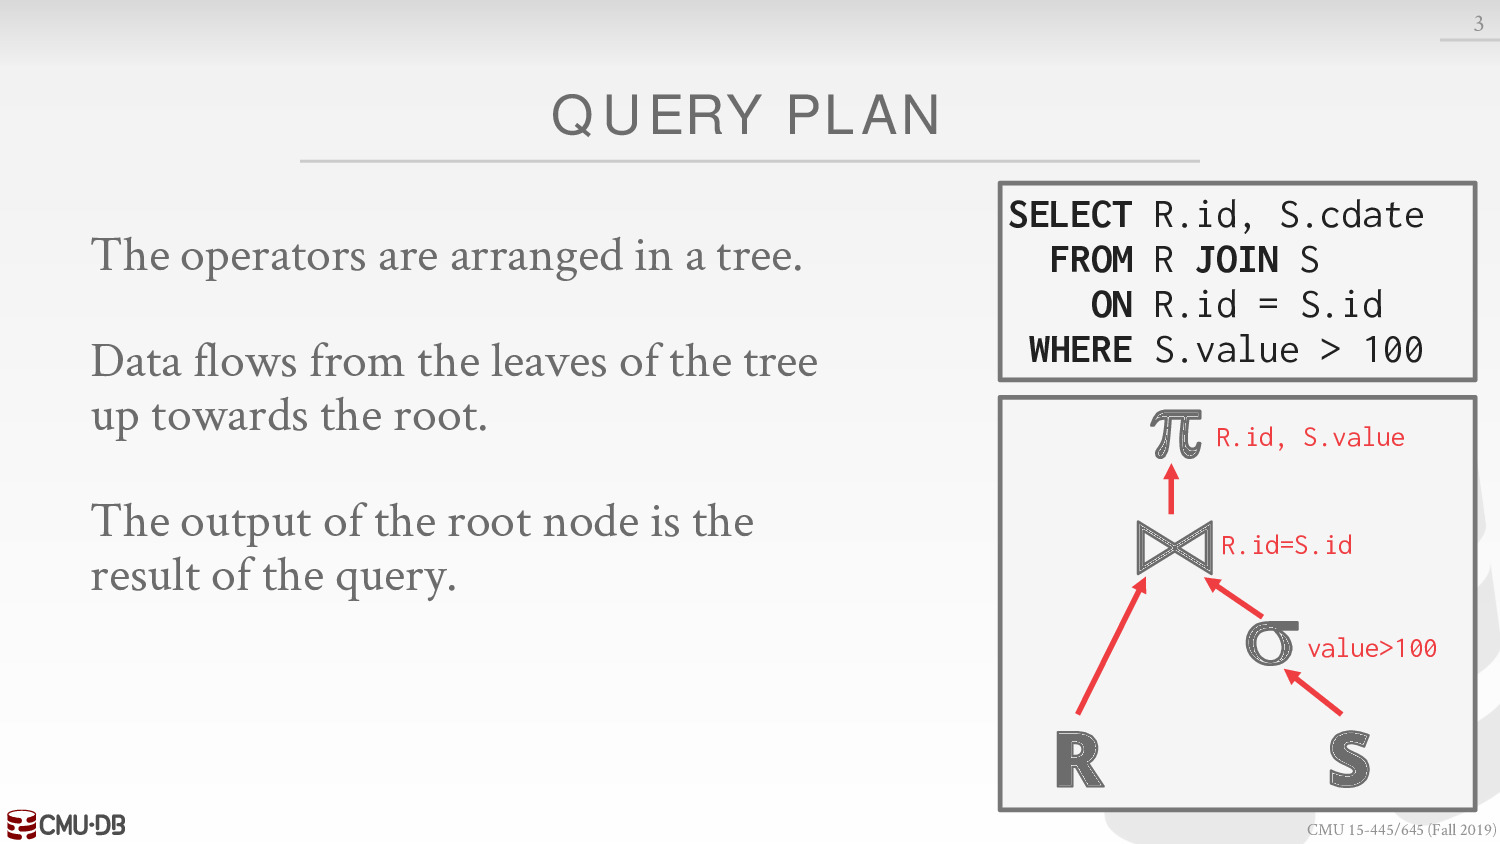 3
QUERY PLAN
The operators are arranged in a tree.
Data flows from the leaves of the tree
up towards the root.
The output of the root node is the
result of the query.
SELECT R.id, S.cdate
FROM R JOIN S
ON R.id = S.id
WHERE S.value > 100
π R.id, S.value
⋈ R.id=S.id
σ value>100
R S
CMU·DB
CMU 15-445/645 (Fall 2019)